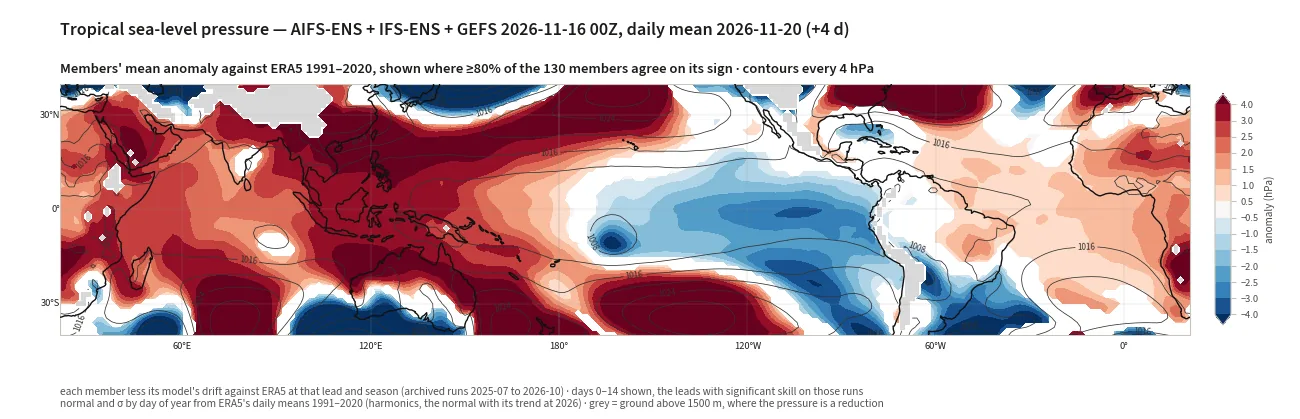 Tropical sea-level pressure — AIFS-ENS + IFS-ENS + GEFS 2026-11-16 00Z, daily mean 2026-11-20 (+4 d)
Members' mean anomaly against ERA5 1991–2020, shown where ≥80% of the 130 members agree on its sign · contours every 4 hPa
30°N
0°
30°S
60°E
120°E
180°
120°W
60°W
0°
1016
1016
1016
1016
1016
1016
1016
1016
1008
1008
4.0
3.0
2.5
2.0
1.5
1.0
0.5
−0.5
−1.0
−1.5
−2.0
−2.5
−3.0
−4.0
anomaly (hPa)
each member less its model's drift against ERA5 at that lead and season (archived runs 2025-07 to 2026-10) · days 0–14 shown, the leads with significant skill on those runs
normal and σ by day of year from ERA5's daily means 1991–2020 (harmonics, the normal with its trend at 2026) · grey = ground above 1500 m, where the pressure is a reduction